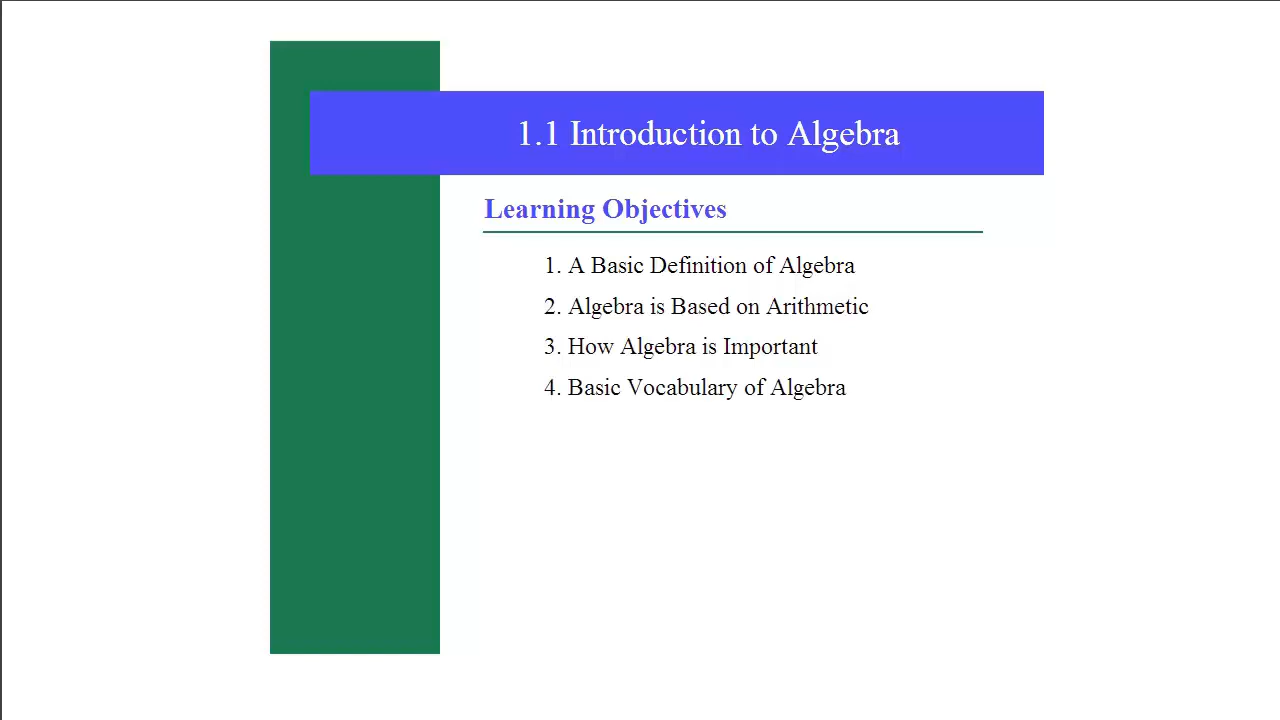 1.1 Introduction to Algebra
Learning Objectives
1. A Basic Definition of Algebra
2. Algebra is Based on Arithmetic
3. How Algebra is Important
4. Basic Vocabulary of Algebra